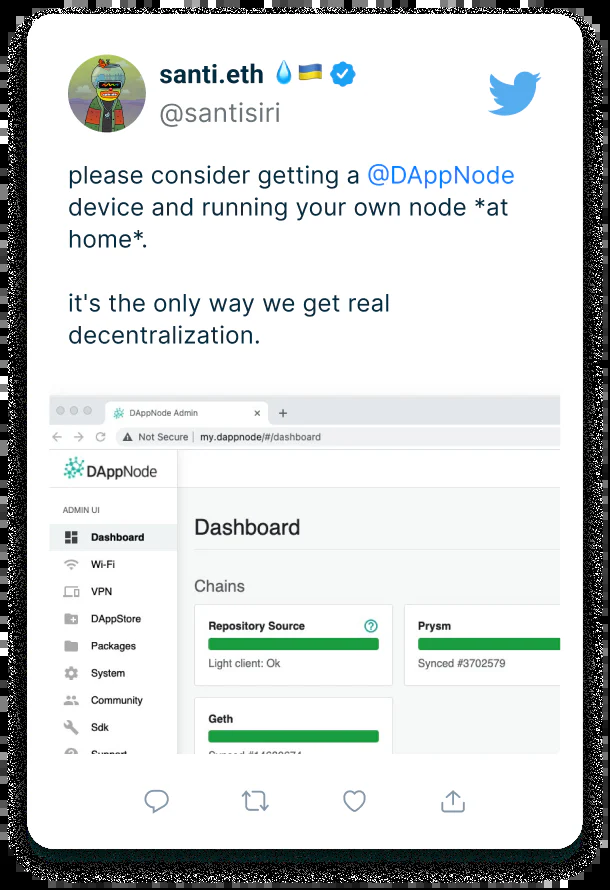 santi.eth 💧🇺🇦
@santisiri
please consider getting a @DAppNode
device and running your own node *at
home*.
it's the only way we get real
decentralization.
DAppNode Admin
Not Secure | my.dappnode/#/dashboard
DAppNode
ADMIN UI
Dashboard
Wi-Fi
VPN
DAppStore
Packages
System
Community
Sdk
Support
Dashboard
Chains
Repository Source
Light client: Ok
Prysm
Synced #3702579
Geth